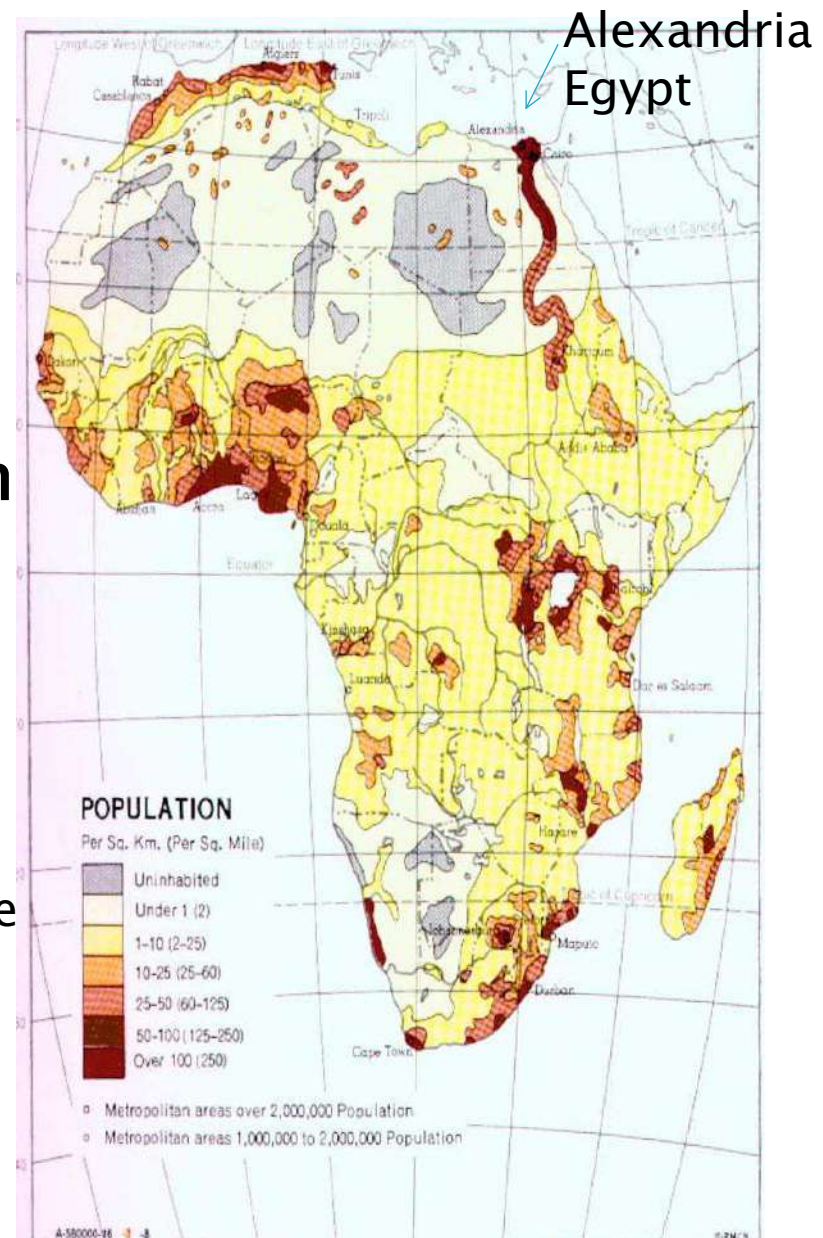 Alexandria
Egypt
Longitude West of Greenwich
Longitude East of Greenwich
Algiers
Tunis
Rabat
Casablanca
Tripoli
Alexandria
Cairo
Tropic of Cancer
Dakar
Khartoum
Addis Ababa
n
Abidjan
Accra
Douala
Equator
Nairobi
Kinshasa
Luanda
Dar es Salaam
POPULATION
Per Sq. Km. (Per Sq. Mile)
Harare
Uninhabited
e
Under 1 (2)
Tropic of Capricorn
1-10 (2-25)
Johannesburg
Maputo
10-25 (25-60)
25-50 (60-125)
Durban
50-100 (125-250)
Over 100 (250)
Cape Town
Metropolitan areas over 2,000,000 Population
Metropolitan areas 1,000,000 to 2,000,000 Population